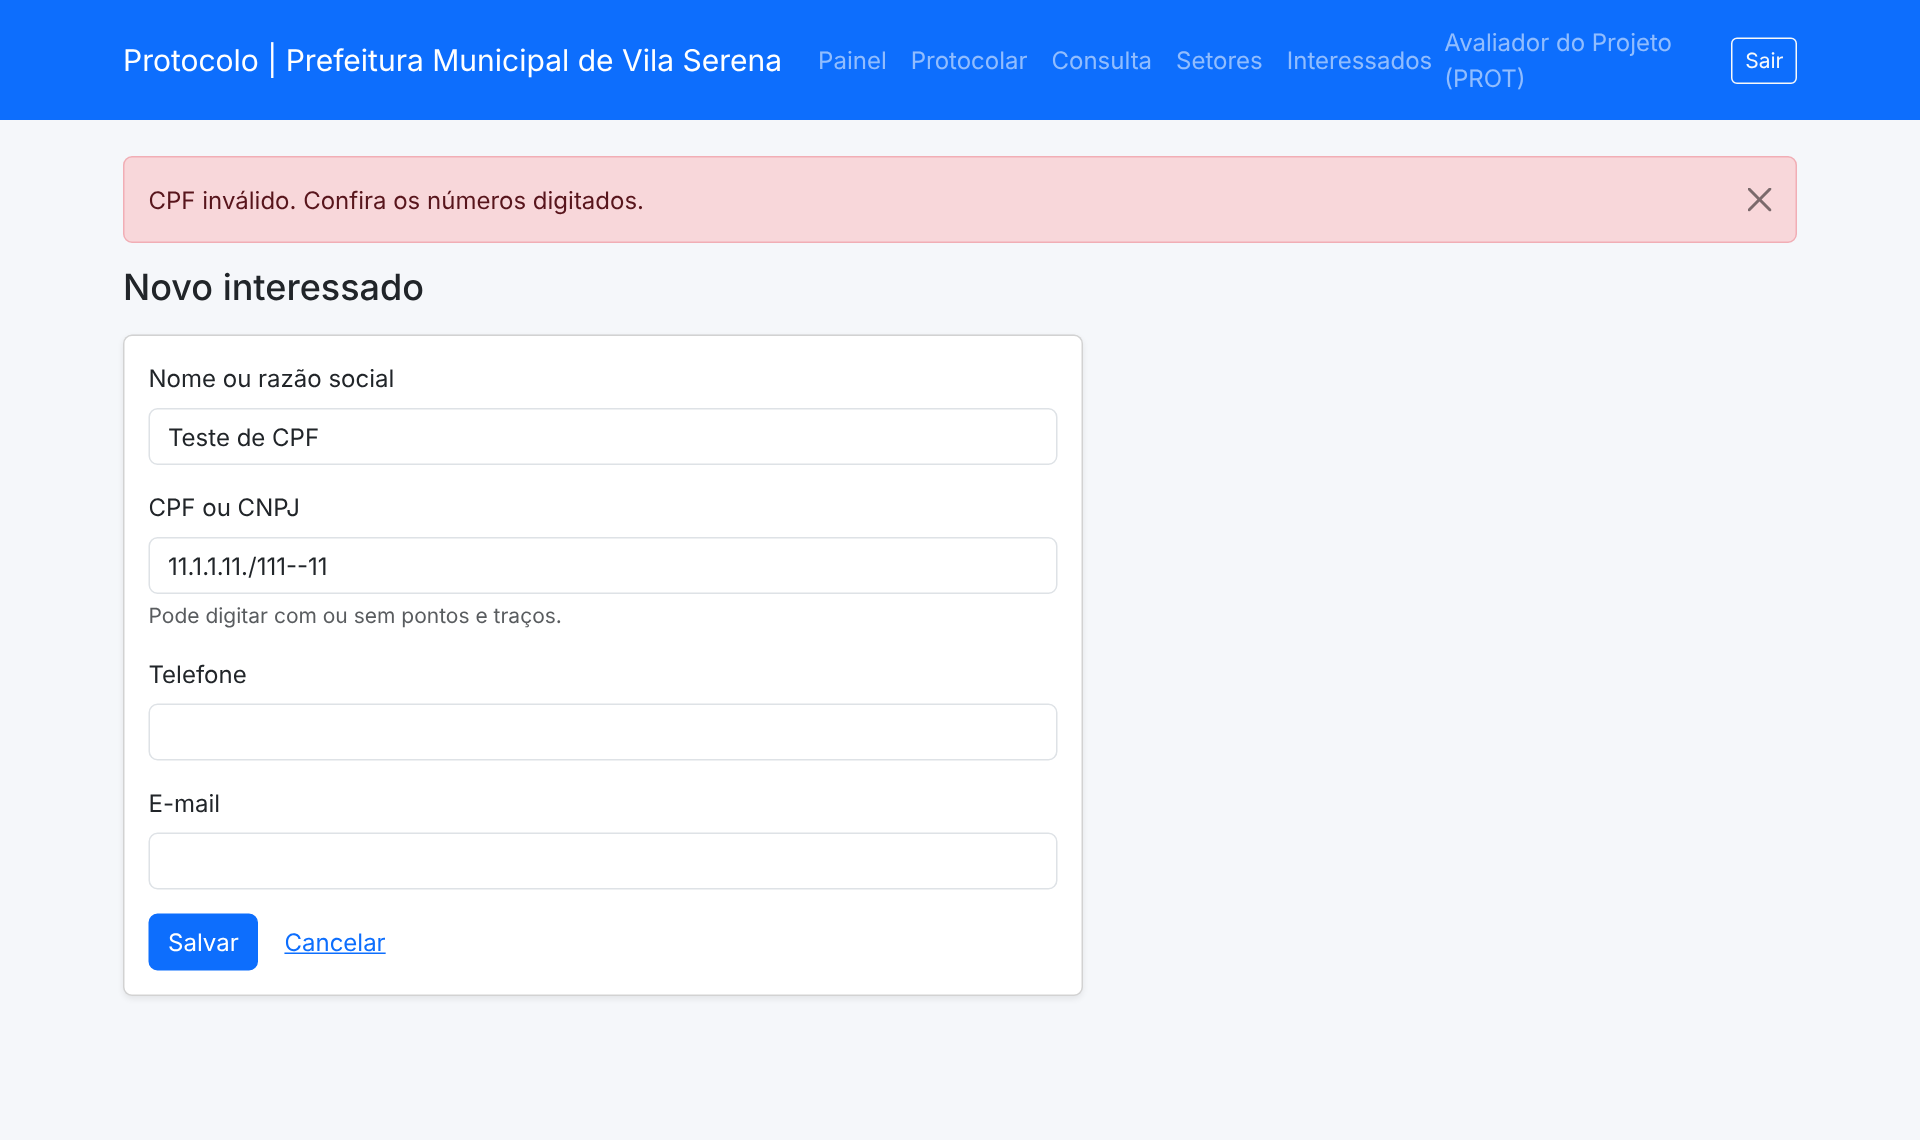 Protocolo | Prefeitura Municipal de Vila Serena
Painel
Protocolar
Consulta
Setores
Interessados
Avaliador do Projeto
(PROT)
Sair
CPF inválido. Confira os números digitados.
Novo interessado
Nome ou razão social
Teste de CPF
CPF ou CNPJ
11.1.1.11./111--11
Pode digitar com ou sem pontos e traços.
Telefone
E-mail
Salvar
Cancelar